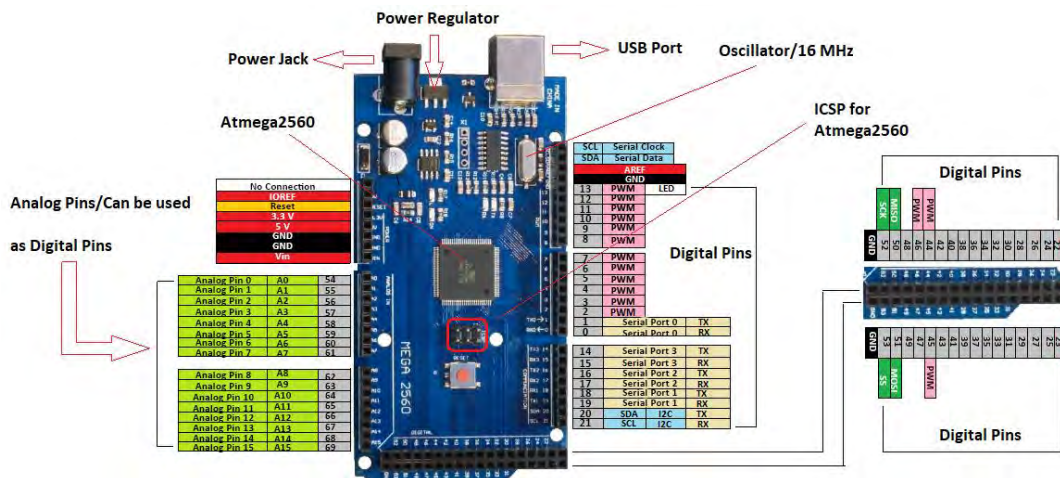 Power Regulator
Power Jack
USB Port
Oscillator/16 MHz
Atmega2560
ICSP for
Atmega2560
Analog Pins/Can be used
as Digital Pins
No Connection
IOREF
Reset
3.3 V
5 V
GND
GND
Vin
Analog Pin 0 A0 54
Analog Pin 1 A1 55
Analog Pin 2 A2 56
Analog Pin 3 A3 57
Analog Pin 4 A4 58
Analog Pin 5 A5 59
Analog Pin 6 A6 60
Analog Pin 7 A7 61
Analog Pin 8 A8 62
Analog Pin 9 A9 63
Analog Pin 10 A10 64
Analog Pin 11 A11 65
Analog Pin 12 A12 66
Analog Pin 13 A13 67
Analog Pin 14 A14 68
Analog Pin 15 A15 69
MADE IN
CHINA
RESET
MEGA 2560
ANALOG IN
COMMUNICATION
DIGITAL
SCL Serial Clock
SDA Serial Data
AREF
GND
13 PWM LED
12 PWM
11 PWM
10 PWM
9 PWM
8 PWM
7 PWM
6 PWM
5 PWM
4 PWM
3 PWM
2 PWM
1 Serial Port 0 TX
0 Serial Port 0 RX
14 Serial Port 3 TX
15 Serial Port 3 RX
16 Serial Port 2 TX
17 Serial Port 2 RX
18 Serial Port 1 TX
19 Serial Port 1 RX
20 SDA I2C TX
21 SCL I2C RX
Digital Pins
Digital Pins
SCK MISO PWM PWM
GND 52 50 48 46 44 42 40 38 36 34 32 30 28 26 24 22
GND 53 51 49 47 45 43 41 39 37 35 33 31 29 27 25 23
SS MOSI PWM
Digital Pins